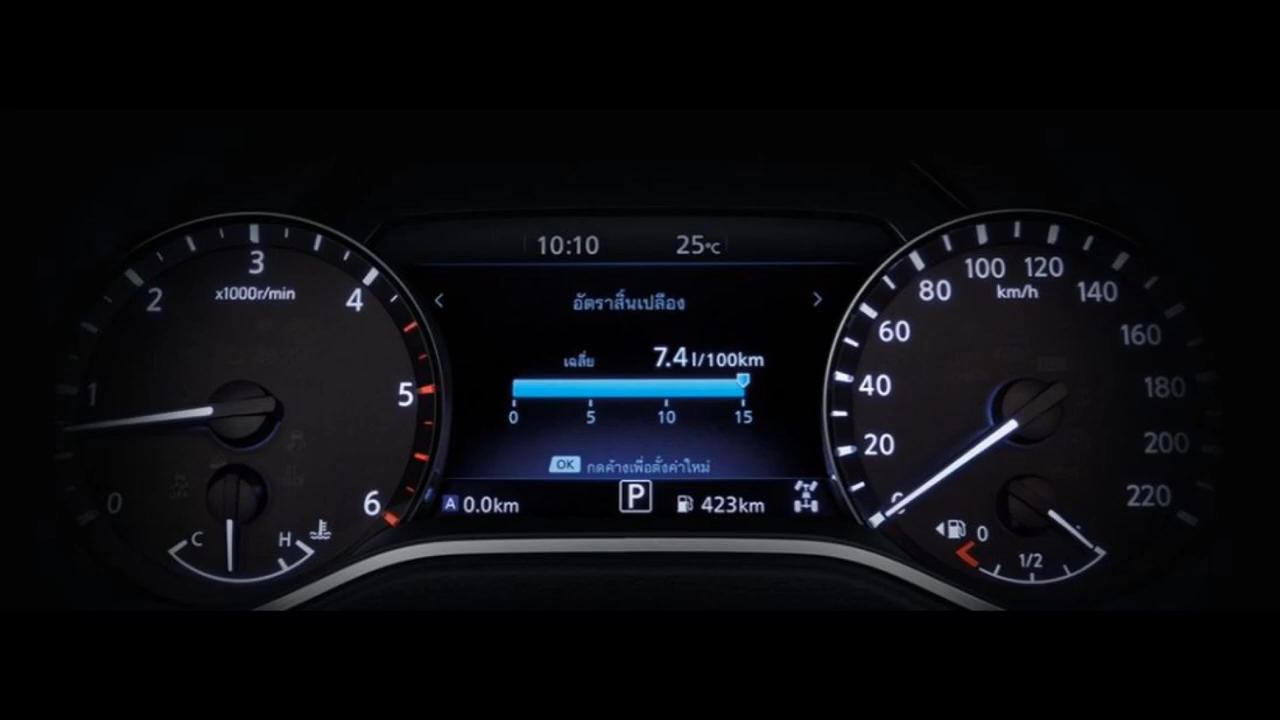 10:10 25°C
< อัตราสิ้นเปลือง >
เฉลี่ย 7.4 l/100km
0 5 10 15
OK กดค้างเพื่อตั้งค่าใหม่
A 0.0km P 423km
0 1 2 3 4 5 6
x1000r/min
C H
0 20 40 60 80 100 120 140 160 180 200 220
km/h
0 1/2